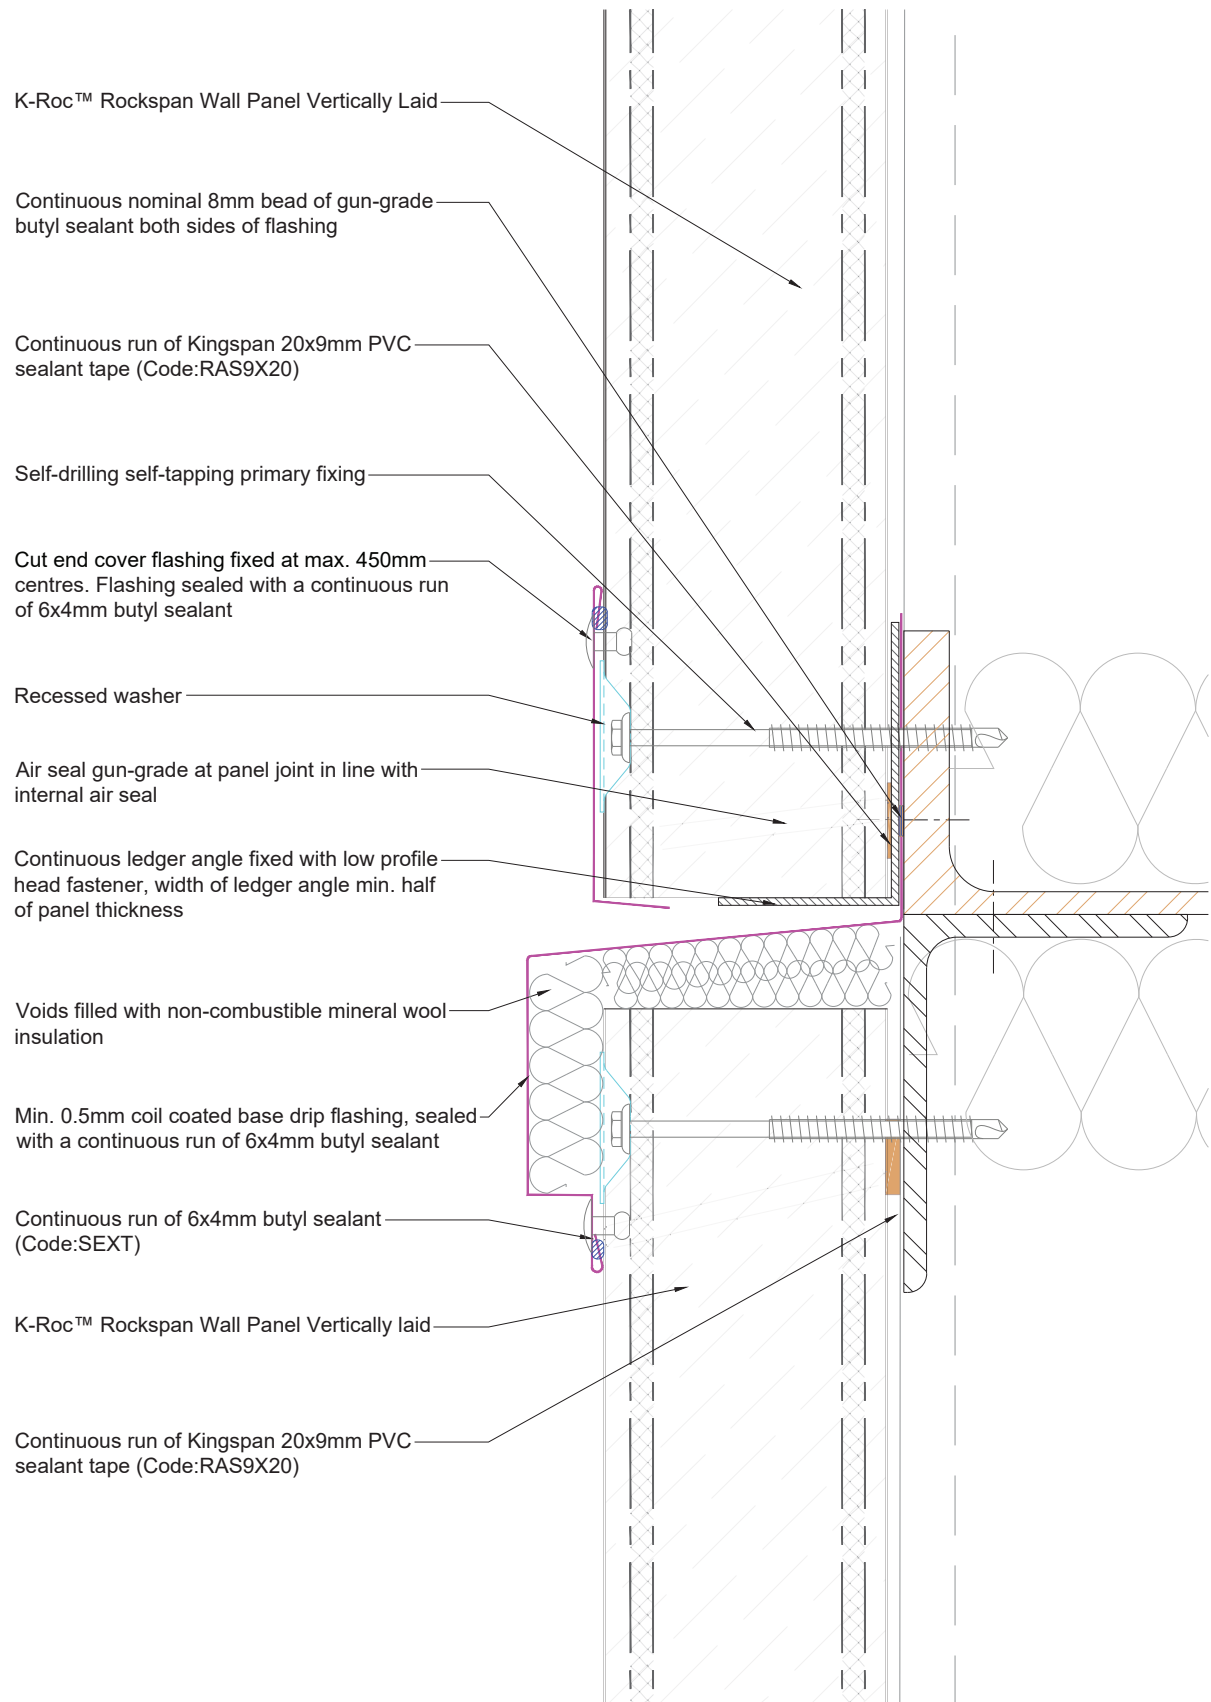 K-Roc™ Rockspan Wall Panel Vertically Laid
Continuous nominal 8mm bead of gun-grade
butyl sealant both sides of flashing
Continuous run of Kingspan 20x9mm PVC
sealant tape (Code:RAS9X20)
Self-drilling self-tapping primary fixing
Cut end cover flashing fixed at max. 450mm
centres. Flashing sealed with a continuous run
of 6x4mm butyl sealant
Recessed washer
Air seal gun-grade at panel joint in line with
internal air seal
Continuous ledger angle fixed with low profile
head fastener, width of ledger angle min. half
of panel thickness
Voids filled with non-combustible mineral wool
insulation
Min. 0.5mm coil coated base drip flashing, sealed
with a continuous run of 6x4mm butyl sealant
Continuous run of 6x4mm butyl sealant
(Code:SEXT)
K-Roc™ Rockspan Wall Panel Vertically laid
Continuous run of Kingspan 20x9mm PVC
sealant tape (Code:RAS9X20)